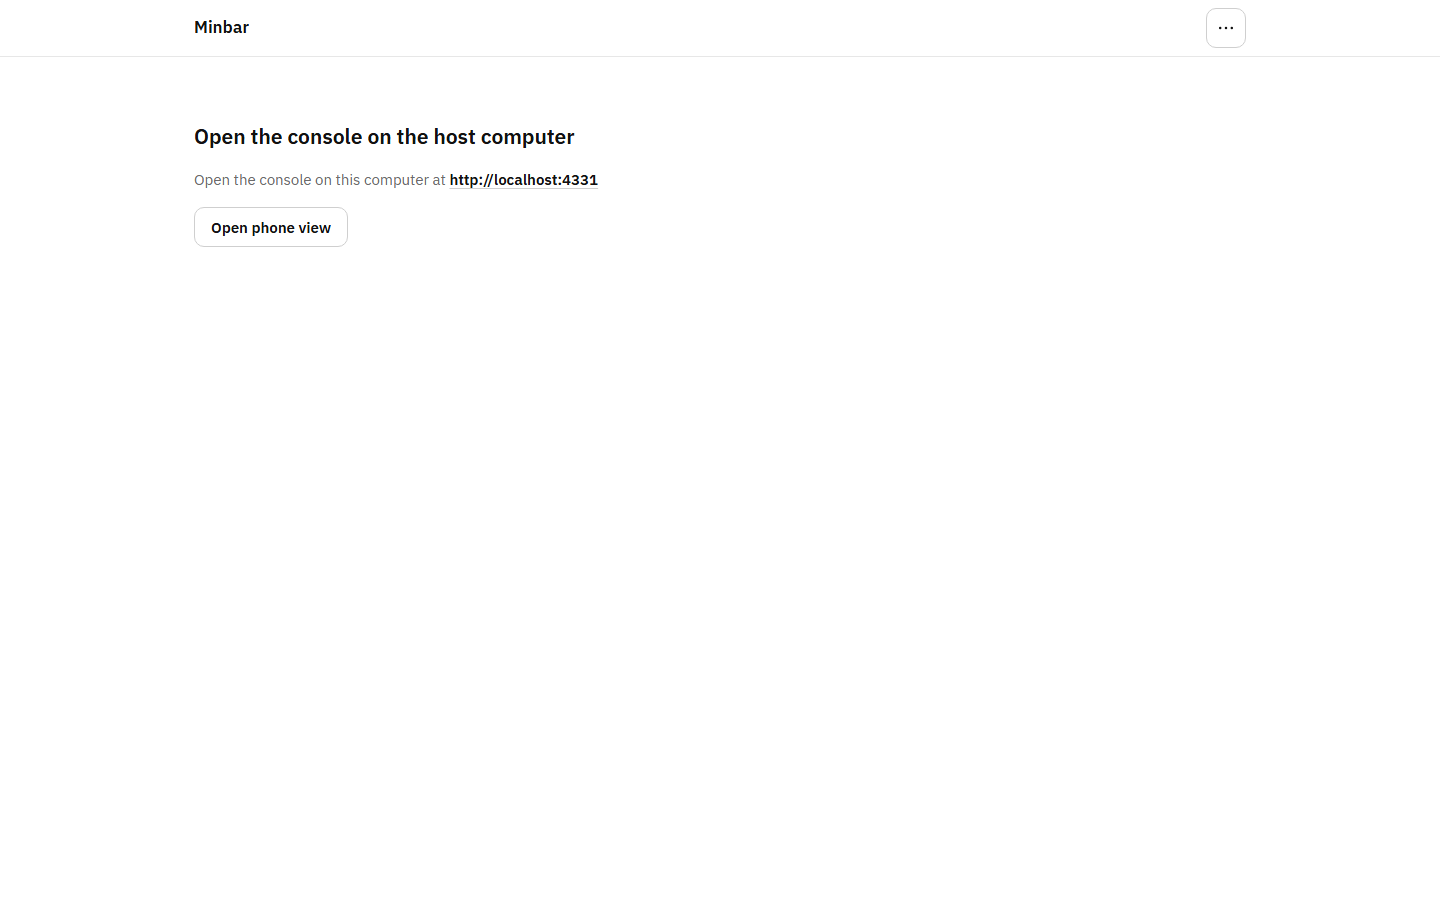 Minbar
Open the console on the host computer
Open the console on this computer at http://localhost:4331
Open phone view